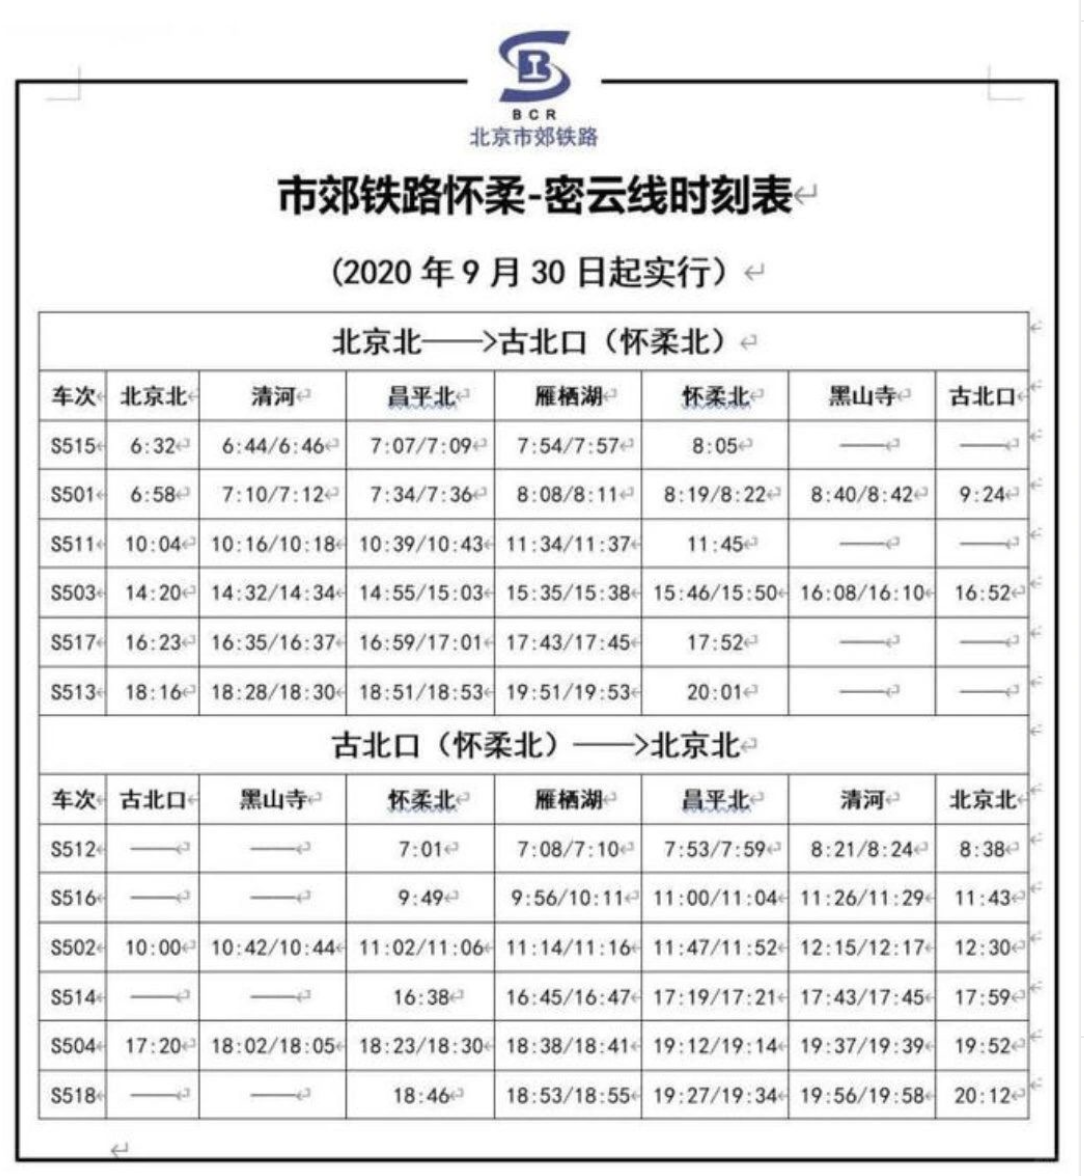 BCR
北京市郊铁路
市郊铁路怀柔-密云线时刻表
(2020 年 9 月 30 日起实行)
北京北——>古北口（怀柔北）
车次 北京北 清河 昌平北 雁栖湖 怀柔北 黑山寺 古北口
S515 6:32 6:44/6:46 7:07/7:09 7:54/7:57 8:05 —— ——
S501 6:58 7:10/7:12 7:34/7:36 8:08/8:11 8:19/8:22 8:40/8:42 9:24
S511 10:04 10:16/10:18 10:39/10:43 11:34/11:37 11:45 —— ——
S503 14:20 14:32/14:34 14:55/15:03 15:35/15:38 15:46/15:50 16:08/16:10 16:52
S517 16:23 16:35/16:37 16:59/17:01 17:43/17:45 17:52 —— ——
S513 18:16 18:28/18:30 18:51/18:53 19:51/19:53 20:01 —— ——
古北口（怀柔北）——>北京北
车次 古北口 黑山寺 怀柔北 雁栖湖 昌平北 清河 北京北
S512 —— —— 7:01 7:08/7:10 7:53/7:59 8:21/8:24 8:38
S516 —— —— 9:49 9:56/10:11 11:00/11:04 11:26/11:29 11:43
S502 10:00 10:42/10:44 11:02/11:06 11:14/11:16 11:47/11:52 12:15/12:17 12:30
S514 —— —— 16:38 16:45/16:47 17:19/17:21 17:43/17:45 17:59
S504 17:20 18:02/18:05 18:23/18:30 18:38/18:41 19:12/19:14 19:37/19:39 19:52
S518 —— —— 18:46 18:53/18:55 19:27/19:34 19:56/19:58 20:12